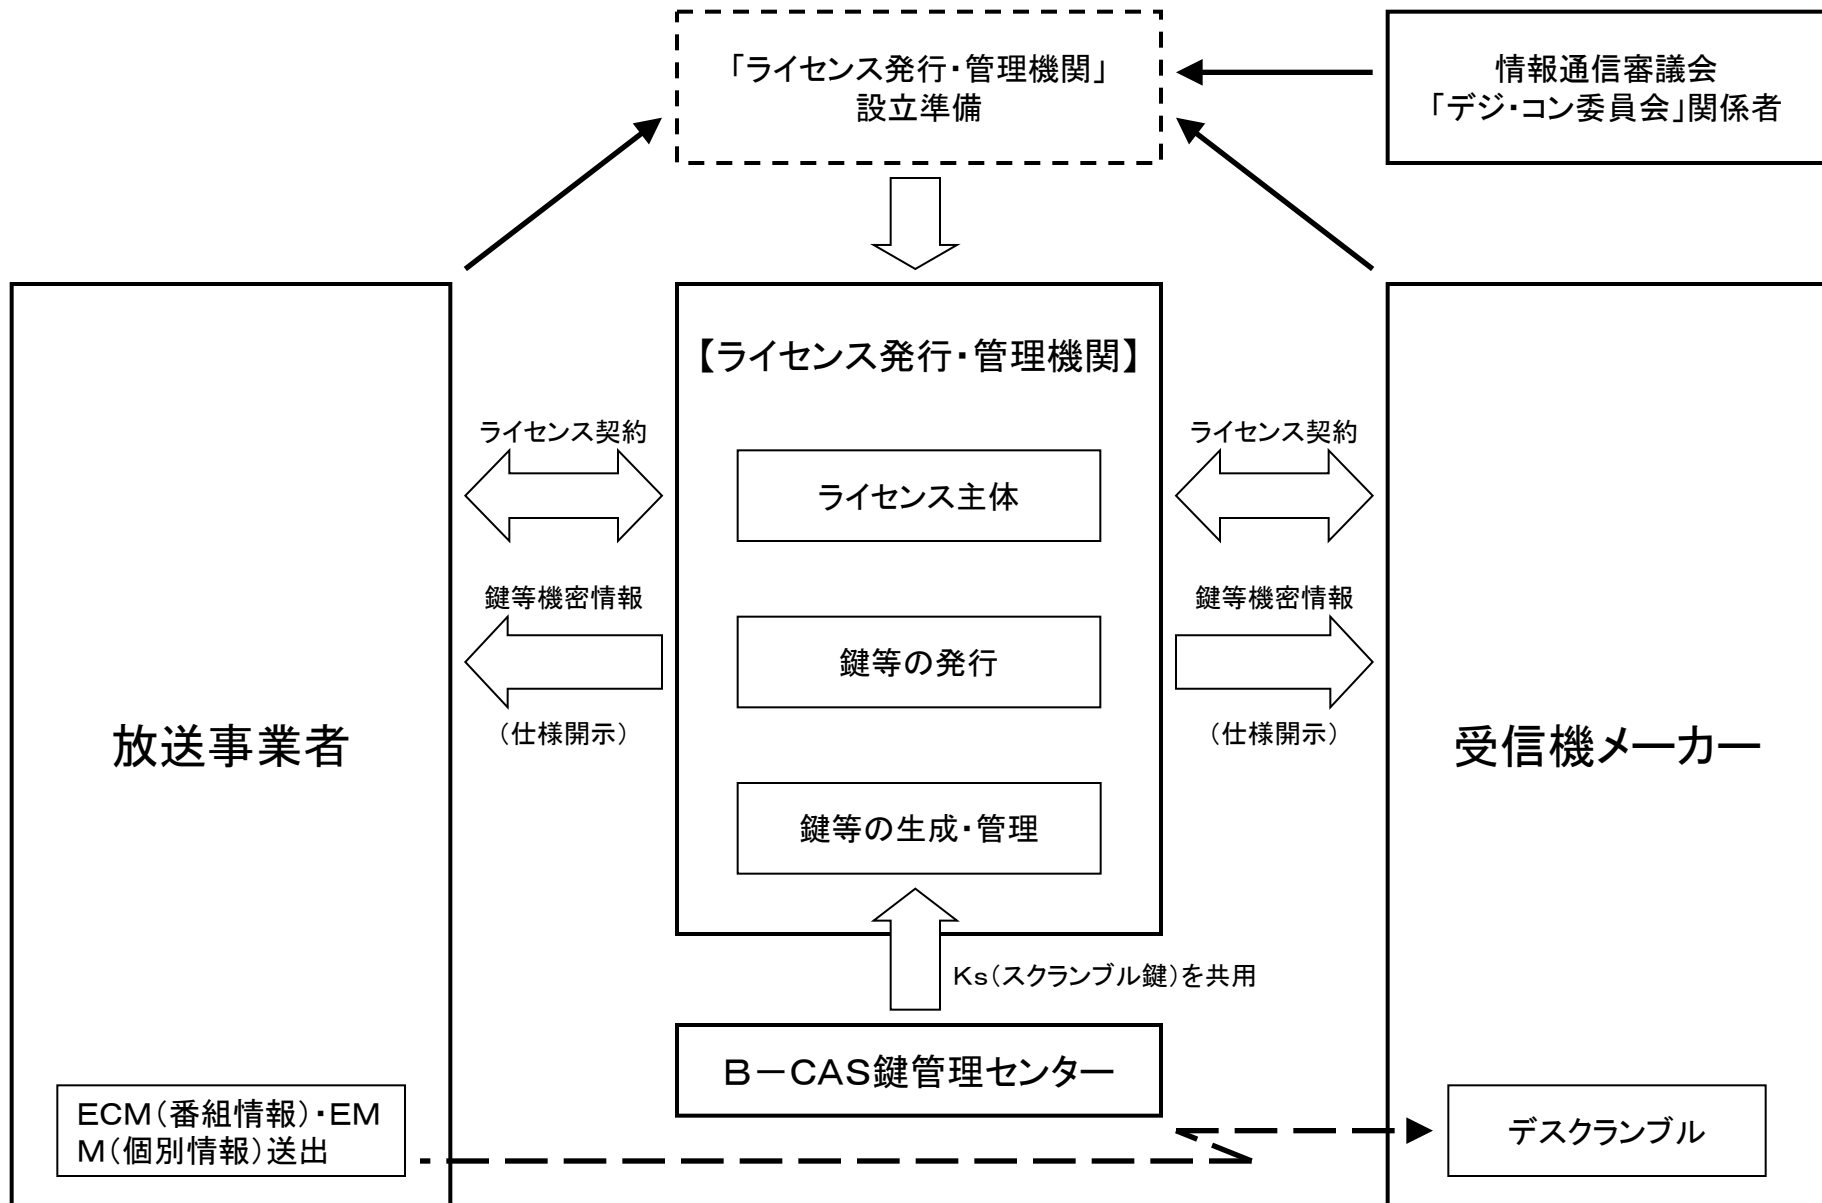 「ライセンス発行・管理機関」
設立準備
情報通信審議会
「デジ・コン委員会」関係者
【ライセンス発行・管理機関】
ライセンス契約
ライセンス契約
ライセンス主体
鍵等機密情報
鍵等機密情報
鍵等の発行
（仕様開示）
（仕様開示）
放送事業者
受信機メーカー
鍵等の生成・管理
Ｋｓ（スクランブル鍵）を共用
Ｂ－ＣＡＳ鍵管理センター
ＥＣＭ（番組情報）・ＥＭ
Ｍ（個別情報）送出
デスクランブル